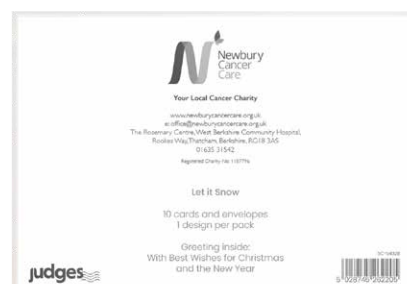 Newbury
Cancer
Care
Your Local Cancer Charity
www.newburycancercare.org.uk
e: office@newburycancercare.org.uk
The Rosemary Centre, West Berkshire Community Hospital,
Rookes Way, Thatcham, Berkshire, RG18 3AS
01635 31542
Registered Charity No
Let it Snow
10 cards and envelopes
1 design per pack
Greeting inside:
With Best Wishes for Christmas
and the New Year
judges